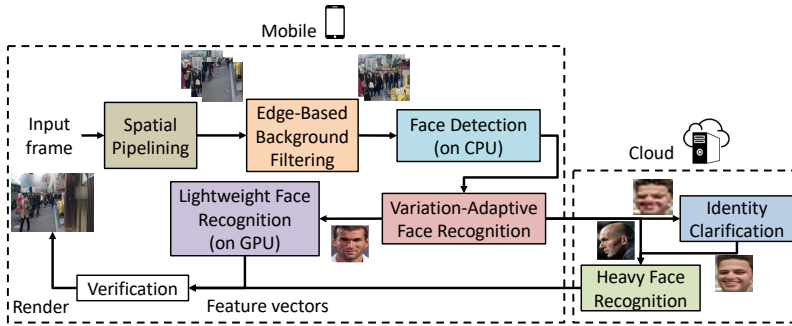 Mobile
Input
frame
Spatial
Pipelining
Edge-Based
Background
Filtering
Face Detection
(on CPU)
Cloud
Lightweight Face
Recognition
(on GPU)
Variation-Adaptive
Face Recognition
Identity
Clarification
Heavy Face
Recognition
Verification
Render
Feature vectors